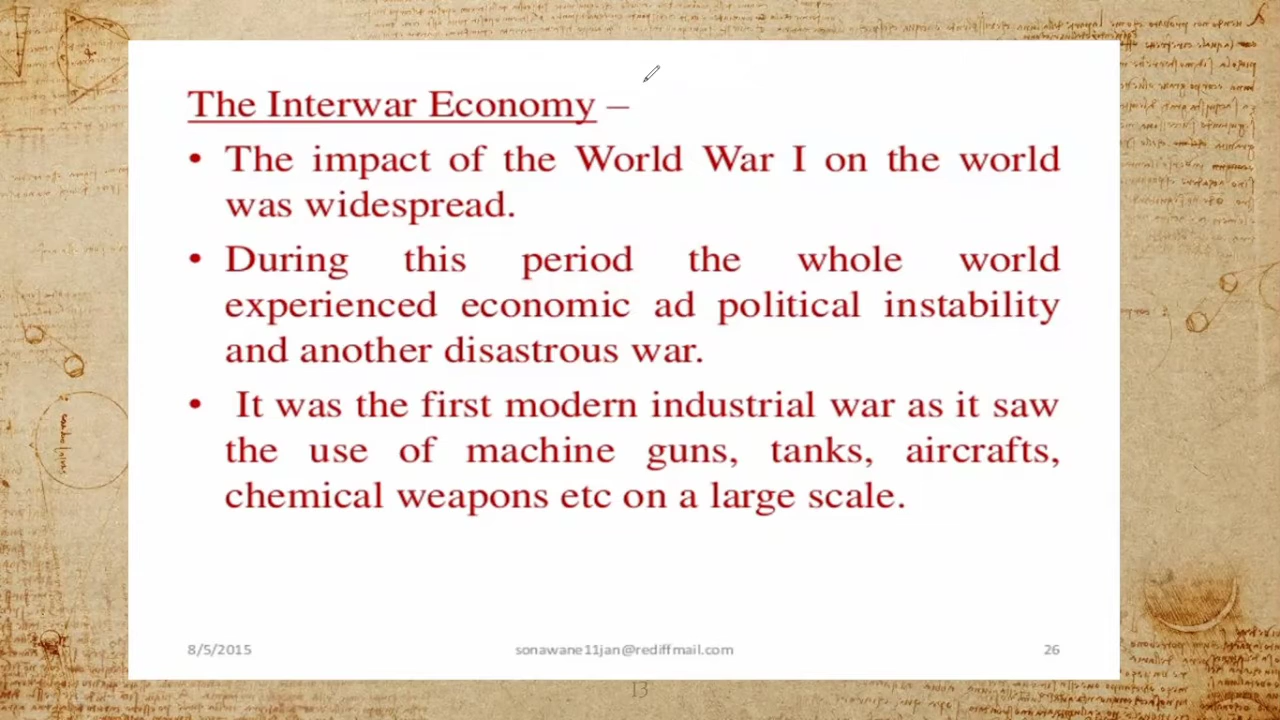 The Interwar Economy –
• The impact of the World War I on the world
was widespread.
• During this period the whole world
experienced economic ad political instability
and another disastrous war.
• It was the first modern industrial war as it saw
the use of machine guns, tanks, aircrafts,
chemical weapons etc on a large scale.
8/5/2015 sonawane11jan@rediffmail.com 26
13